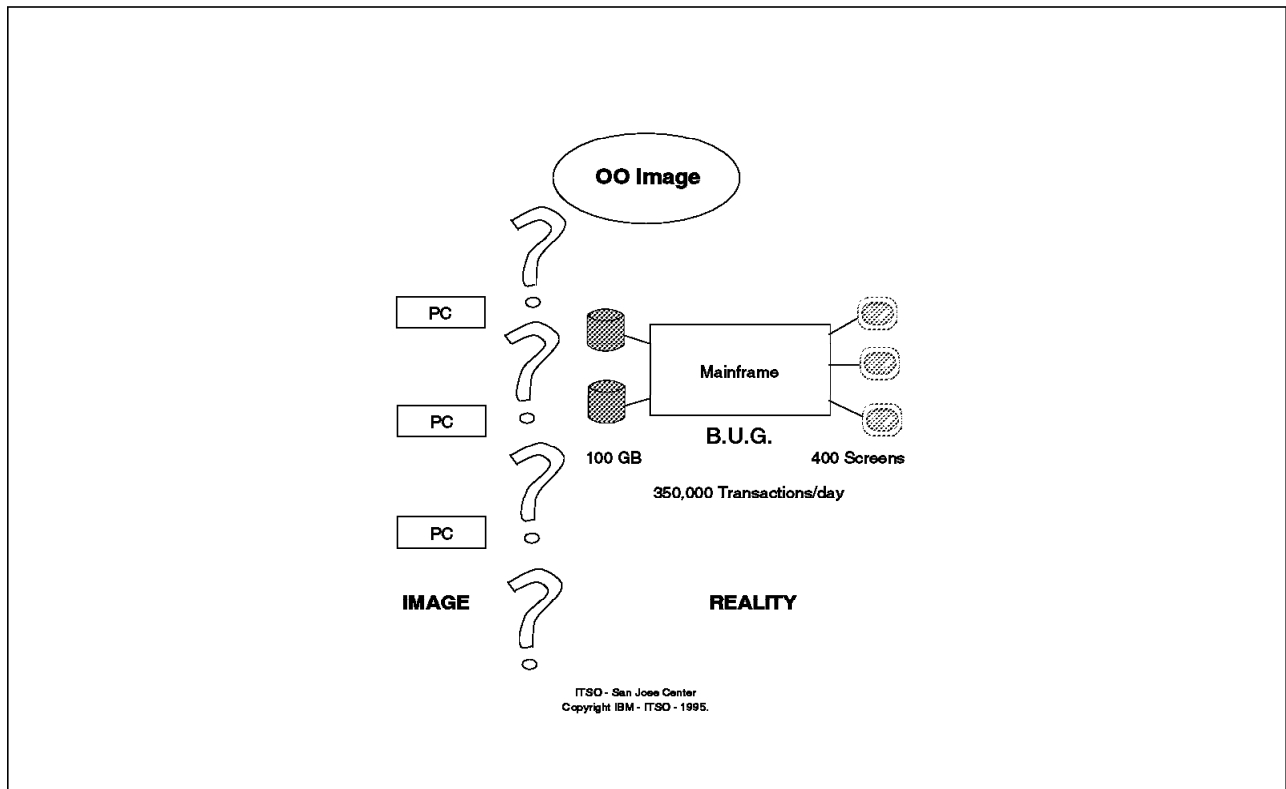 OO Image
PC
Mainframe
PC
B.U.G.
100 GB
400 Screens
350,000 Transactions/day
PC
IMAGE
REALITY
ITSO - San Jose Center
Copyright IBM - ITSO - 1995.